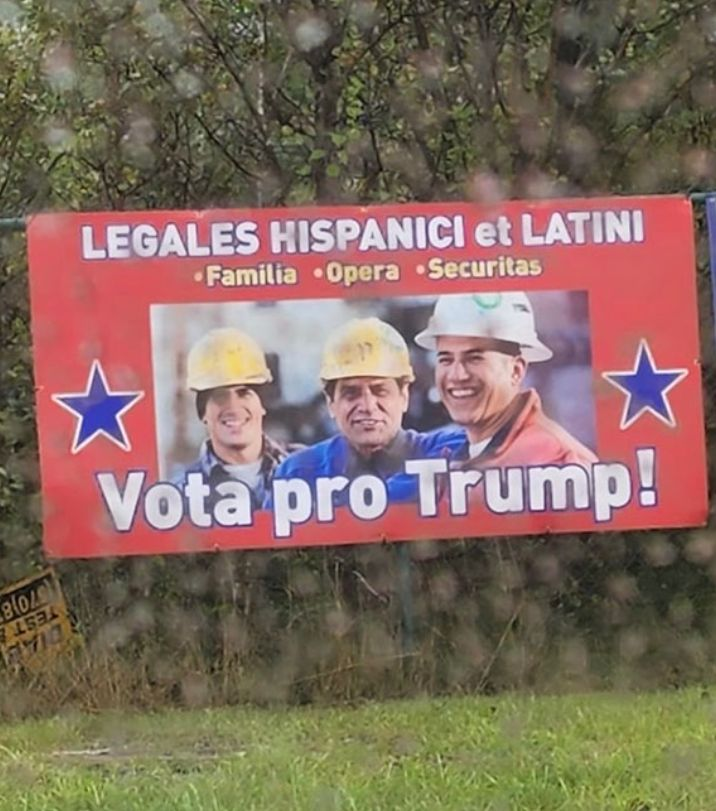 LEGALES HISPANICI et LATINI
•Familia •Opera •Securitas
Vota pro Trump!